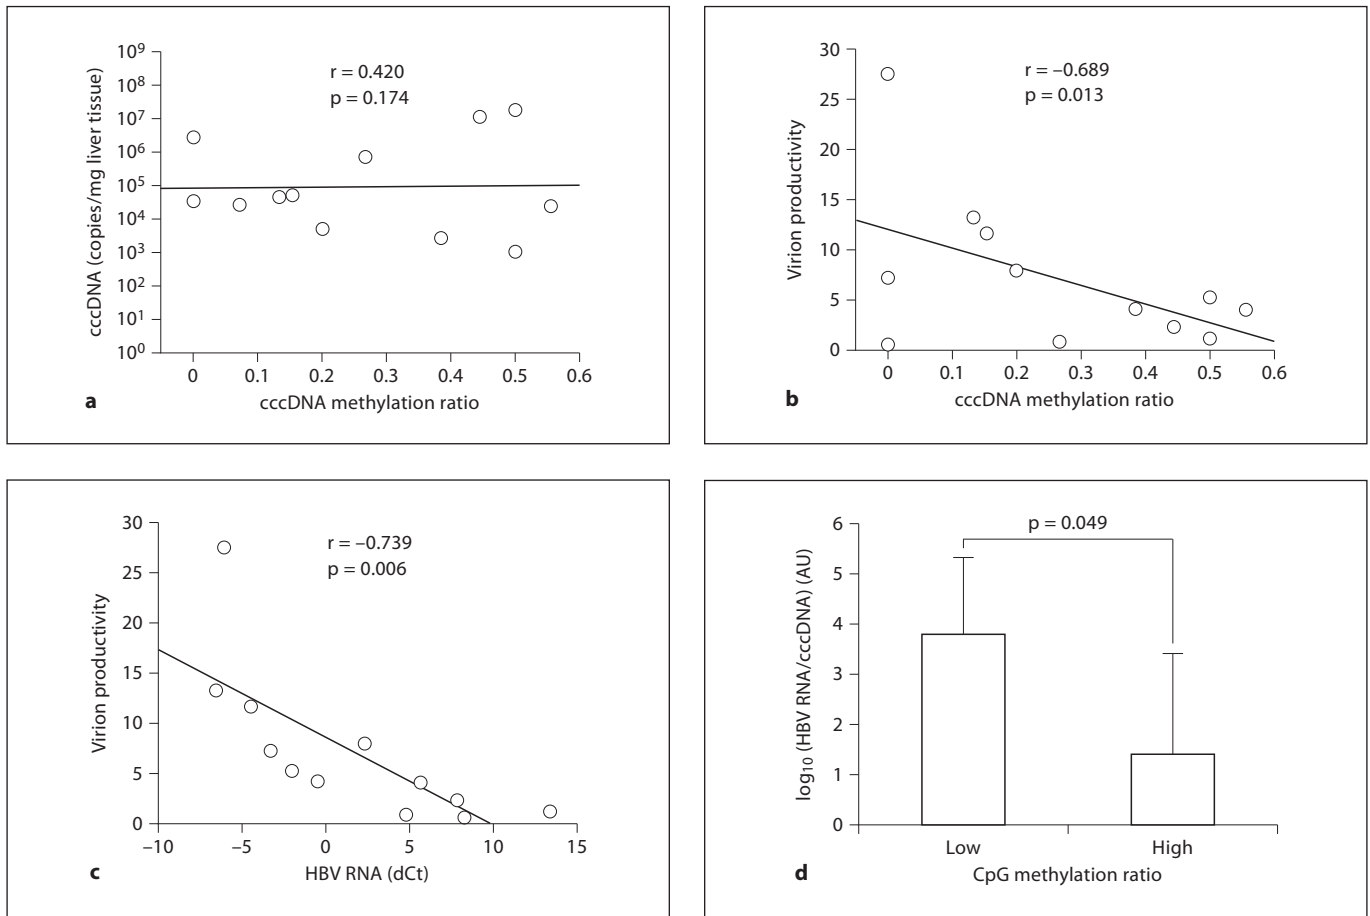 r = 0.420
p = 0.174
cccDNA (copies/mg liver tissue)
10⁹
10⁸
10⁷
10⁶
10⁵
10⁴
10³
10²
10¹
10⁰
0 0.1 0.2 0.3 0.4 0.5 0.6
cccDNA methylation ratio
a
r = –0.689
p = 0.013
Virion productivity
30
25
20
15
10
5
0
0 0.1 0.2 0.3 0.4 0.5 0.6
cccDNA methylation ratio
b
r = –0.739
p = 0.006
Virion productivity
30
25
20
15
10
5
0
–10 –5 0 5 10 15
HBV RNA (dCt)
c
p = 0.049
log₁₀ (HBV RNA/cccDNA) (AU)
6
5
4
3
2
1
0
Low High
CpG methylation ratio
d